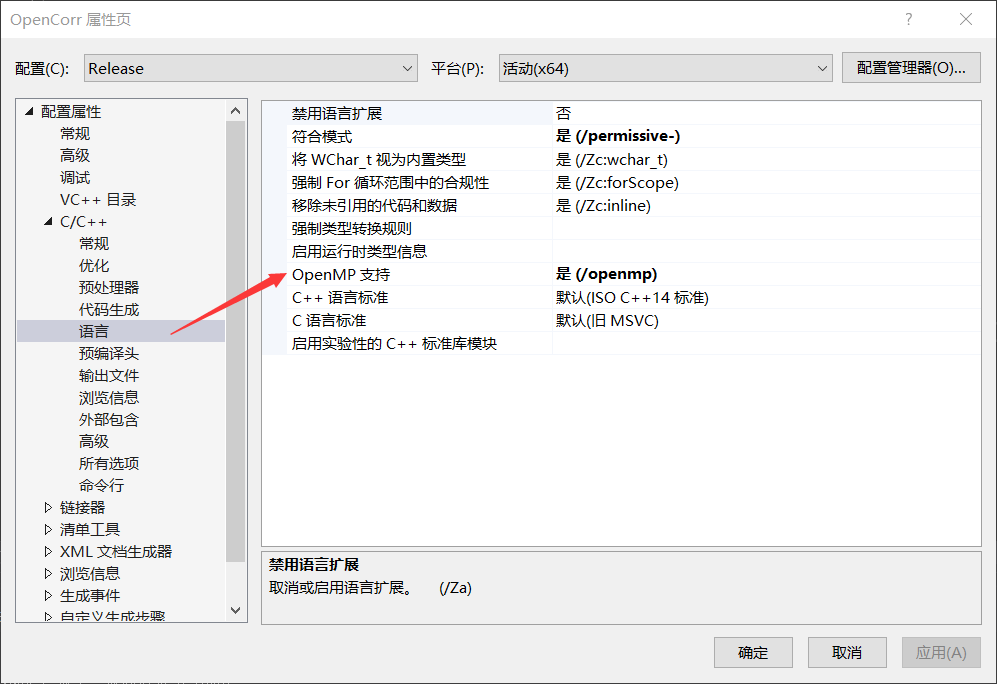 OpenCorr 属性页
配置(C): Release 平台(P): 活动(x64) 配置管理器(O)...
配置属性
常规
高级
调试
VC++ 目录
C/C++
常规
优化
预处理器
代码生成
语言
预编译头
输出文件
浏览信息
外部包含
高级
所有选项
命令行
链接器
清单工具
XML 文档生成器
浏览信息
生成事件
自定义生成步骤
禁用语言扩展 否
符合模式 是 (/permissive-)
将 WChar_t 视为内置类型 是 (/Zc:wchar_t)
强制 For 循环范围中的合规性 是 (/Zc:forScope)
移除未引用的代码和数据 是 (/Zc:inline)
强制类型转换规则
启用运行时类型信息
OpenMP 支持 是 (/openmp)
C++ 语言标准 默认(ISO C++14 标准)
C 语言标准 默认(旧 MSVC)
启用实验性的 C++ 标准库模块
禁用语言扩展
取消或启用语言扩展。 (/Za)
确定 取消 应用(A)